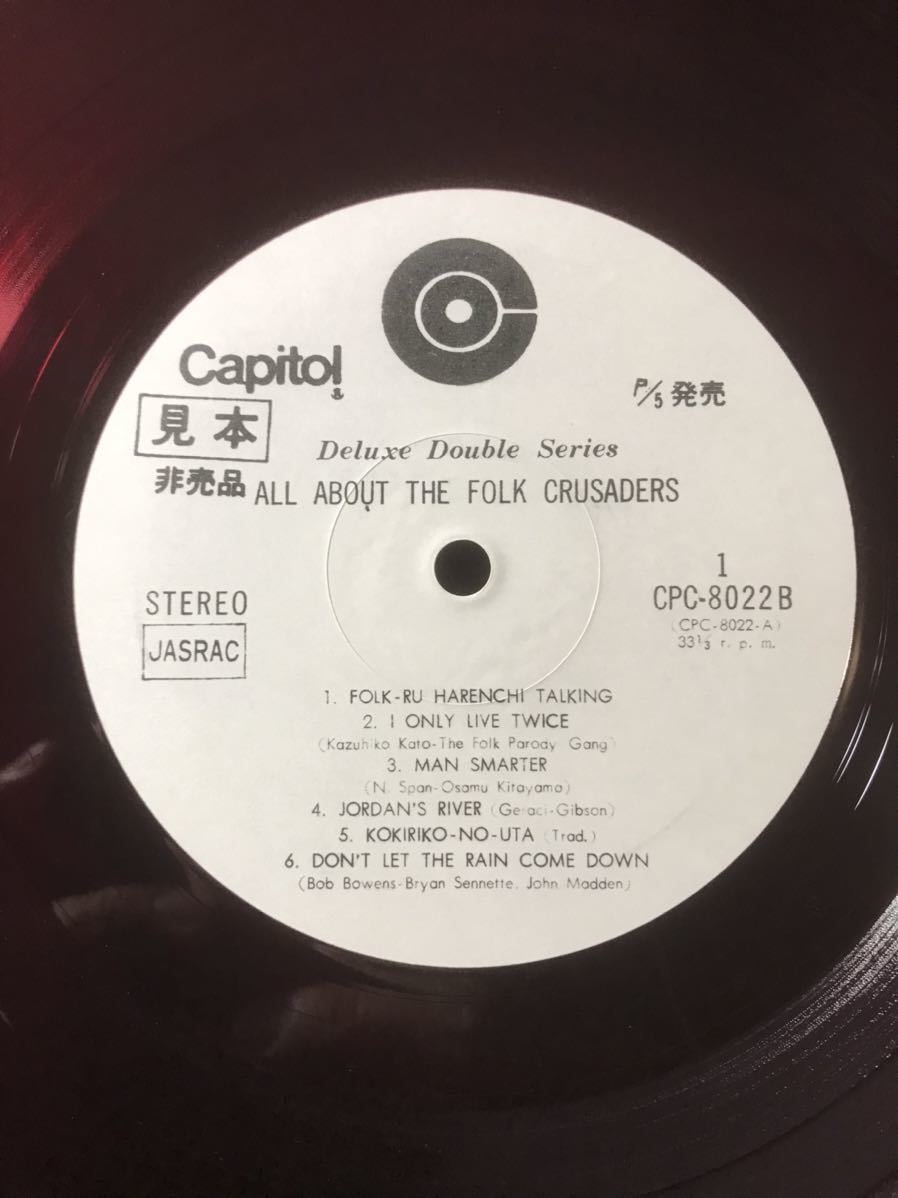 Capitol
見本
非売品
P/5 発売
Deluxe Double Series
ALL ABOUT THE FOLK CRUSADERS
STEREO
JASRAC
1
CPC-8022B
(CPC-8022-A)
33 1/3 r. p. m.
1. FOLK-RU HARENCHI TALKING
2. I ONLY LIVE TWICE
(Kazuhiko Kato-The Folk Parody Gang)
3. MAN SMARTER
(N. Span-Osamu Kitayama)
4. JORDAN'S RIVER (Geraci-Gibson)
5. KOKIRIKO-NO-UTA (Trad.)
6. DON'T LET THE RAIN COME DOWN
(Bob Bowens-Bryan Sennette, John Madden)